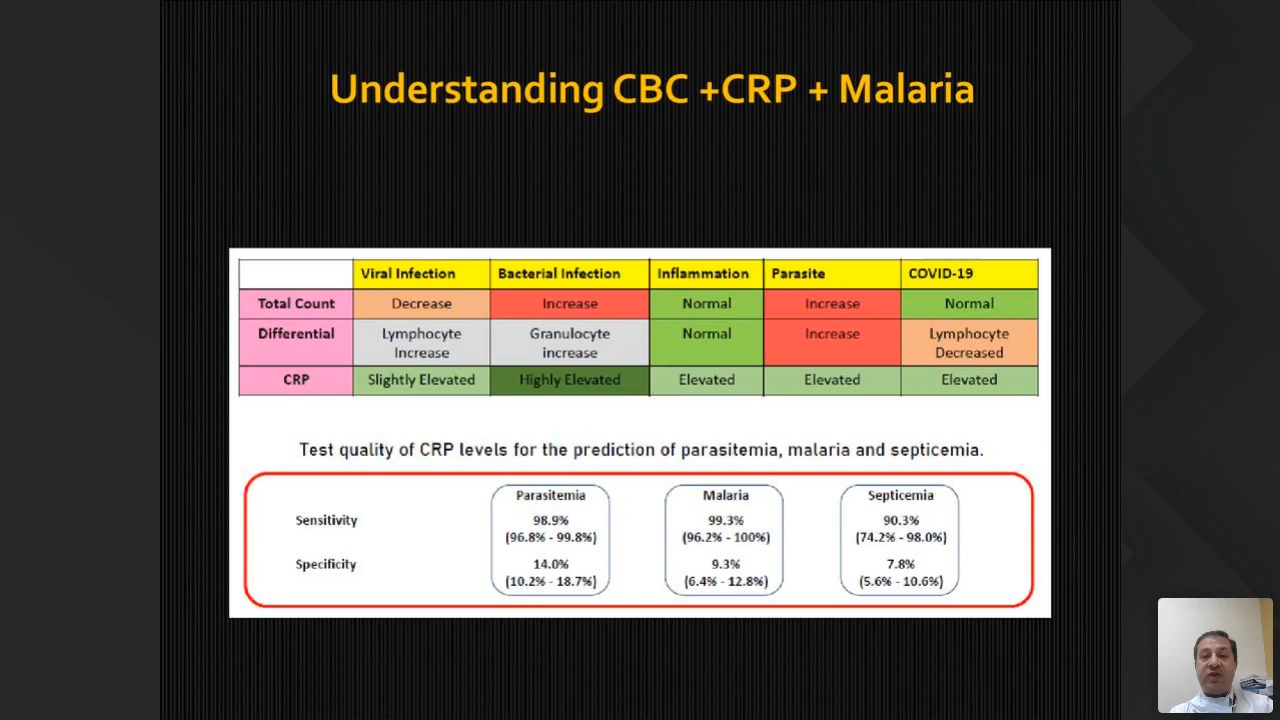 Understanding CBC +CRP + Malaria
Viral Infection Bacterial Infection Inflammation Parasite COVID-19
Total Count Decrease Increase Normal Increase Normal
Differential Lymphocyte Increase Granulocyte increase Normal Increase Lymphocyte Decreased
CRP Slightly Elevated Highly Elevated Elevated Elevated Elevated
Test quality of CRP levels for the prediction of parasitemia, malaria and septicemia.
Parasitemia Malaria Septicemia
Sensitivity 98.9% 99.3% 90.3%
(96.8% - 99.8%) (96.2% - 100%) (74.2% - 98.0%)
Specificity 14.0% 9.3% 7.8%
(10.2% - 18.7%) (6.4% - 12.8%) (5.6% - 10.6%)